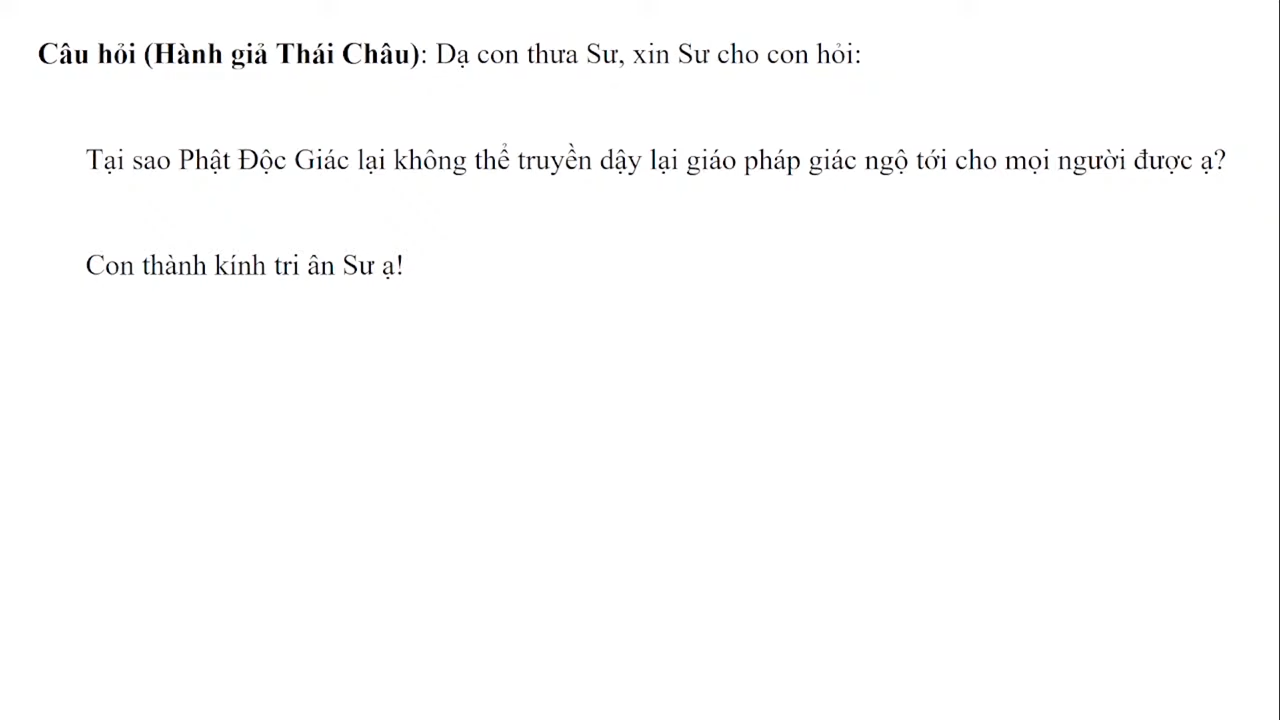 Câu hỏi (Hành giả Thái Châu): Dạ con thưa Sư, xin Sư cho con hỏi:
Tại sao Phật Độc Giác lại không thể truyền dậy lại giáo pháp giác ngộ tới cho mọi người được ạ?
Con thành kính tri ân Sư ạ!